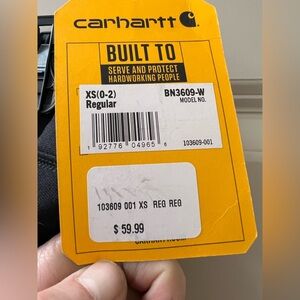 carhartt
BUILT TO
SERVE AND PROTECT
HARDWORKING PEOPLE
XS(0-2) BN3609-W
Regular MODEL NO.
1 92776 04965 6 103609-001
103609 001 XS REG REG
$ 59.99